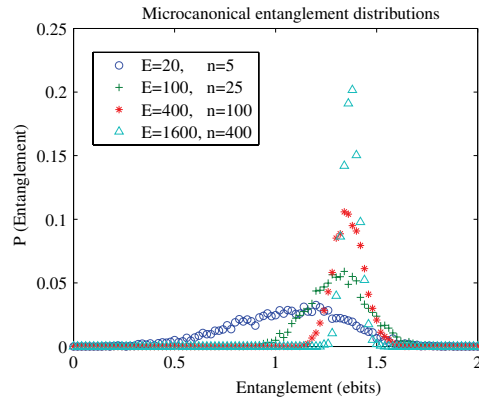 Microcanonical entanglement distributions
0.25
0.2
0.15
0.1
0.05
0
P (Entanglement)
E=20, n=5
E=100, n=25
E=400, n=100
E=1600, n=400
0 0.5 1 1.5 2
Entanglement (ebits)